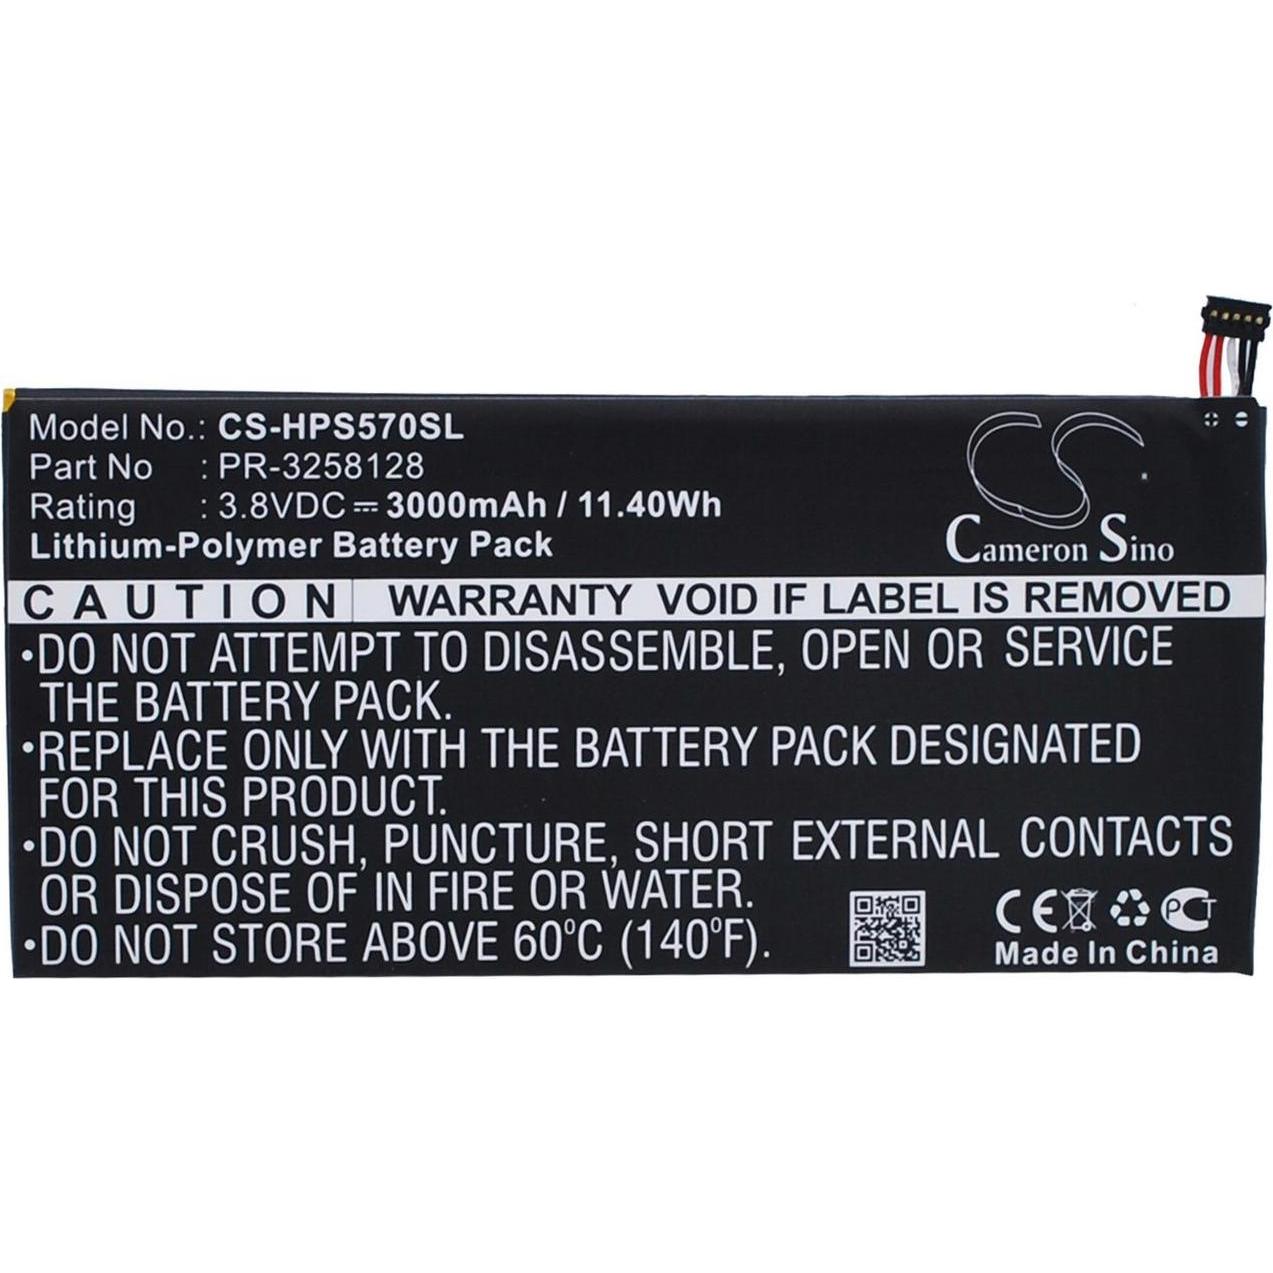 Model No.: CS-HPS570SL
Part No : PR-3258128
Rating : 3.8VDC ⎓ 3000mAh / 11.40Wh
Lithium-Polymer Battery Pack
CS
Cameron Sino
CAUTION WARRANTY VOID IF LABEL IS REMOVED
•DO NOT ATTEMPT TO DISASSEMBLE, OPEN OR SERVICE
THE BATTERY PACK.
•REPLACE ONLY WITH THE BATTERY PACK DESIGNATED
FOR THIS PRODUCT.
•DO NOT CRUSH, PUNCTURE, SHORT EXTERNAL CONTACTS
OR DISPOSE OF IN FIRE OR WATER.
•DO NOT STORE ABOVE 60°C (140°F).
CE PCT
Made In China